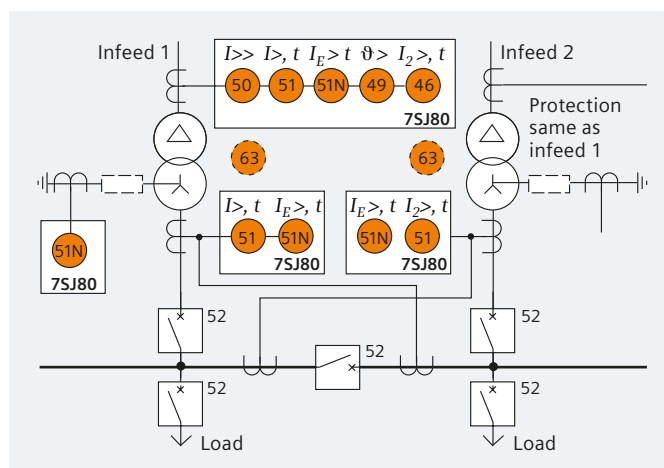 Infeed 1
I>> I>, t I_E> t ϑ> I_2>, t
50 51 51N 49 46
7SJ80
Infeed 2
Protection
same as
infeed 1
63
63
51N
7SJ80
I>, t I_E>, t
51 51N
7SJ80
I_E>, t I_2>, t
51N 51
7SJ80
52
52
52
52
52
Load
Load